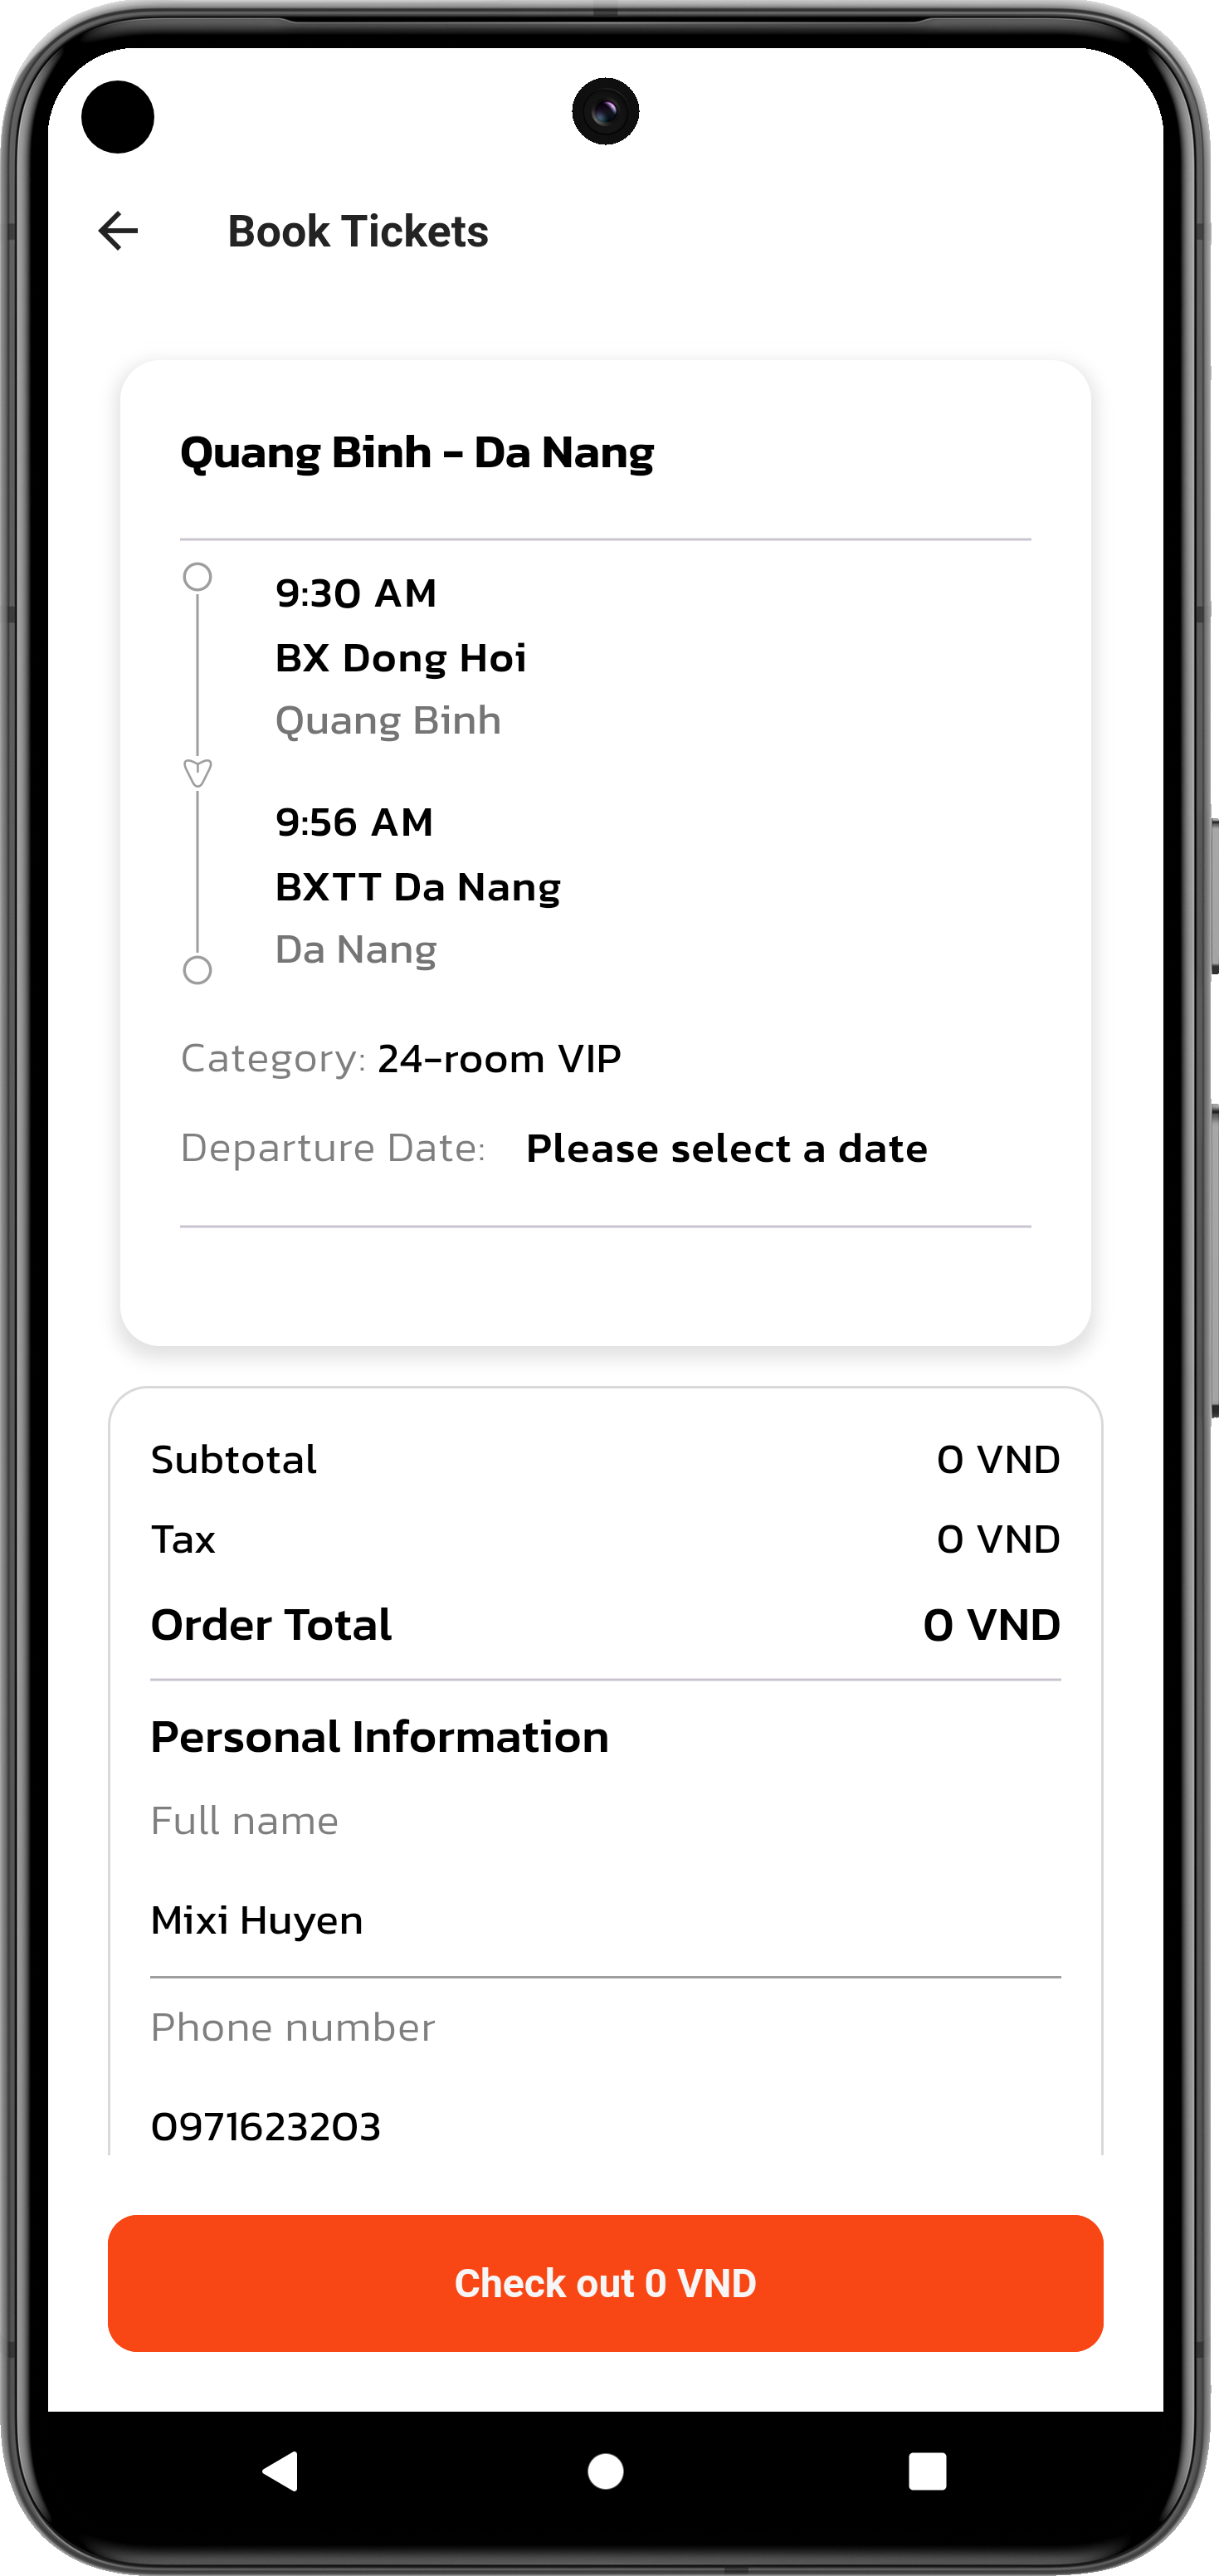 Book Tickets
Quang Binh - Da Nang
9:30 AM
BX Dong Hoi
Quang Binh
9:56 AM
BXTT Da Nang
Da Nang
Category: 24-room VIP
Departure Date: Please select a date
Subtotal 0 VND
Tax 0 VND
Order Total 0 VND
Personal Information
Full name
Mixi Huyen
Phone number
0971623203
Check out 0 VND